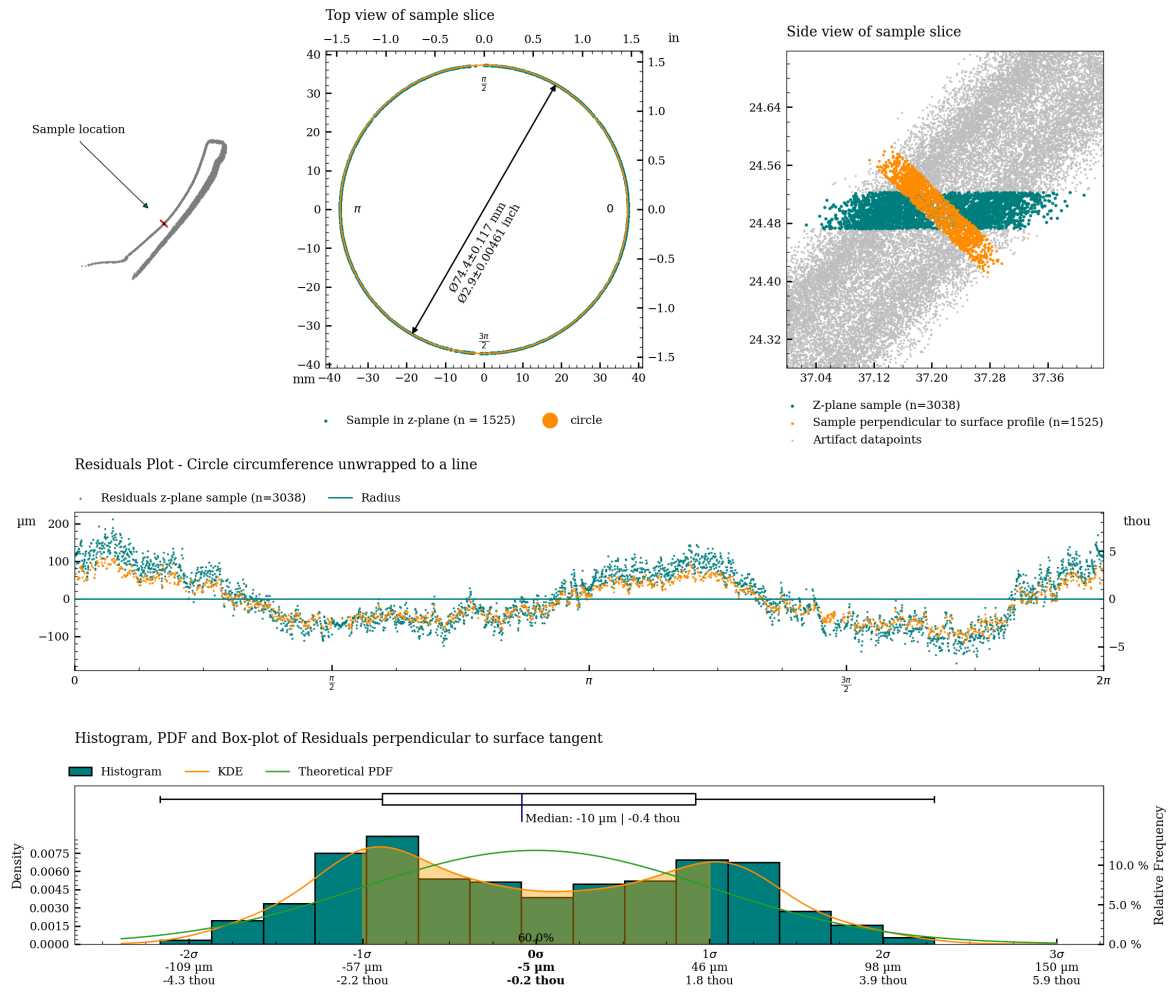 Top view of sample slice
−1.5 −1.0 −0.5 0.0 0.5 1.0 1.5 in
Side view of sample slice
Sample location
40
30
20
10
0
−10
−20
−30
−40
1.5
1.0
0.5
0.0
−0.5
−1.0
−1.5
π/2
π
0
3π/2
Ø74.4±0.117 mm
Ø2.9±0.00461 inch
mm −40 −30 −20 −10 0 10 20 30 40
24.64
24.56
24.48
24.40
24.32
37.04 37.12 37.20 37.28 37.36
Sample in z-plane (n = 1525) circle
Z-plane sample (n=3038)
Sample perpendicular to surface profile (n=1525)
Artifact datapoints
Residuals Plot - Circle circumference unwrapped to a line
Residuals z-plane sample (n=3038) Radius
µm
200
100
0
−100
thou
5
0
−5
0 π/2 π 3π/2 2π
Histogram, PDF and Box-plot of Residuals perpendicular to surface tangent
Histogram KDE Theoretical PDF
Median: -10 µm | -0.4 thou
Density
0.0075
0.0060
0.0045
0.0030
0.0015
0.0000
Relative Frequency
10.0 %
5.0 %
0.0 %
60.0%
-2σ -1σ 0σ 1σ 2σ 3σ
-109 µm -57 µm -5 µm 46 µm 98 µm 150 µm
-4.3 thou -2.2 thou -0.2 thou 1.8 thou 3.9 thou 5.9 thou